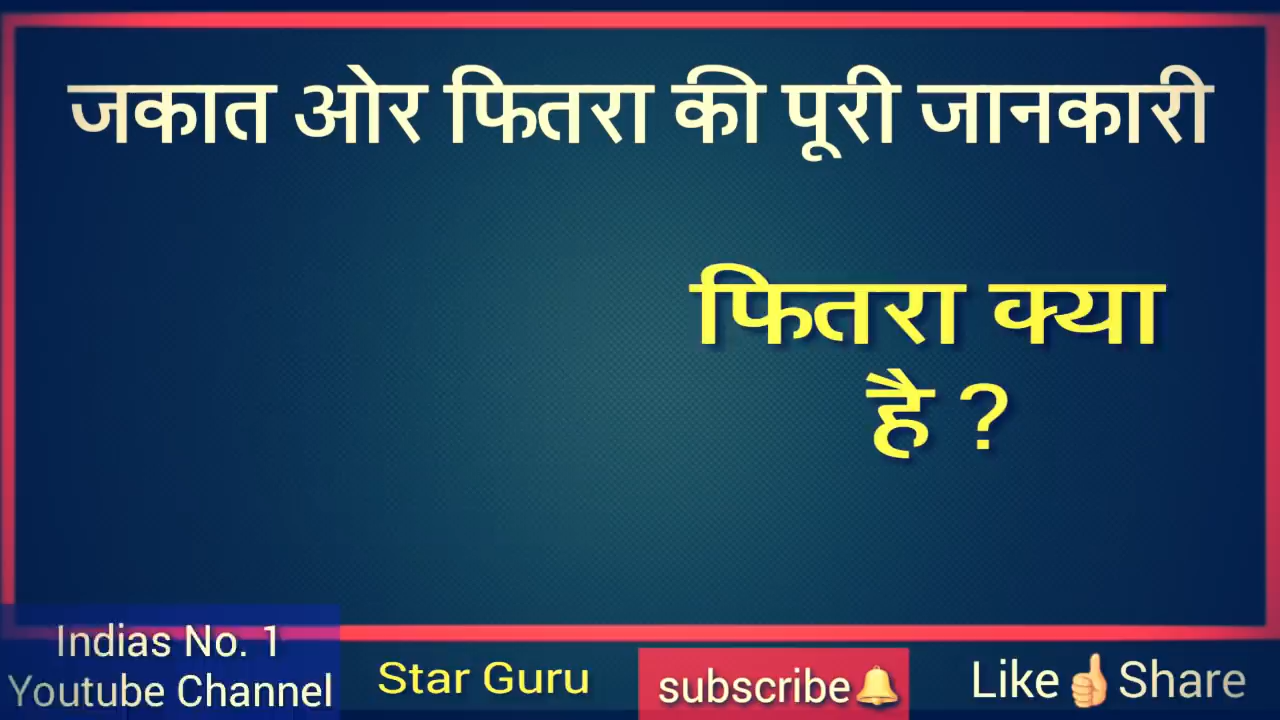 जकात ओर फितरा की पूरी जानकारी
फितरा क्या
है ?
Indias No. 1
Youtube Channel
Star Guru
subscribe
Like Share